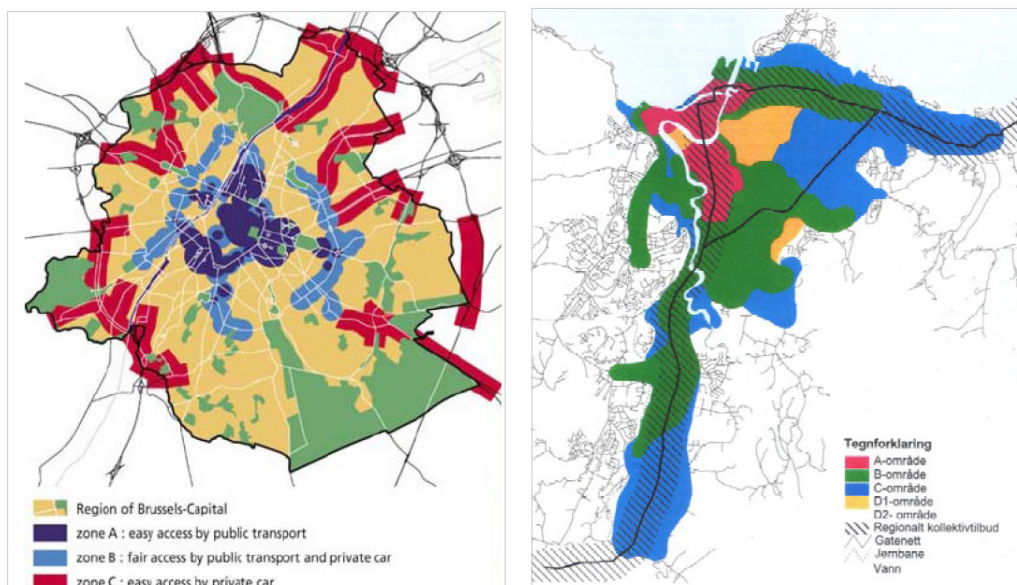 Region of Brussels-Capital
zone A : easy access by public transport
zone B : fair access by public transport and private car
zone C : easy access by private car
Tegnforklaring
A-område
B-område
C-område
D1-område
D2- område
Regionalt kollektivtilbud
Gatenett
Jernbane
Vann